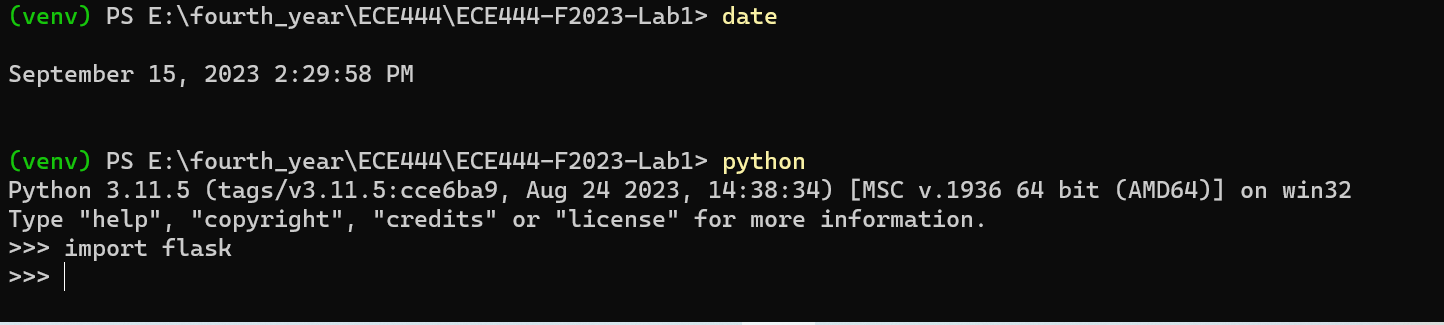 (venv) PS E:\fourth_year\ECE444\ECE444-F2023-Lab1> date
September 15, 2023 2:29:58 PM
(venv) PS E:\fourth_year\ECE444\ECE444-F2023-Lab1> python
Python 3.11.5 (tags/v3.11.5:cce6ba9, Aug 24 2023, 14:38:34) [MSC v.1936 64 bit (AMD64)] on win32
Type "help", "copyright", "credits" or "license" for more information.
>>> import flask
>>>